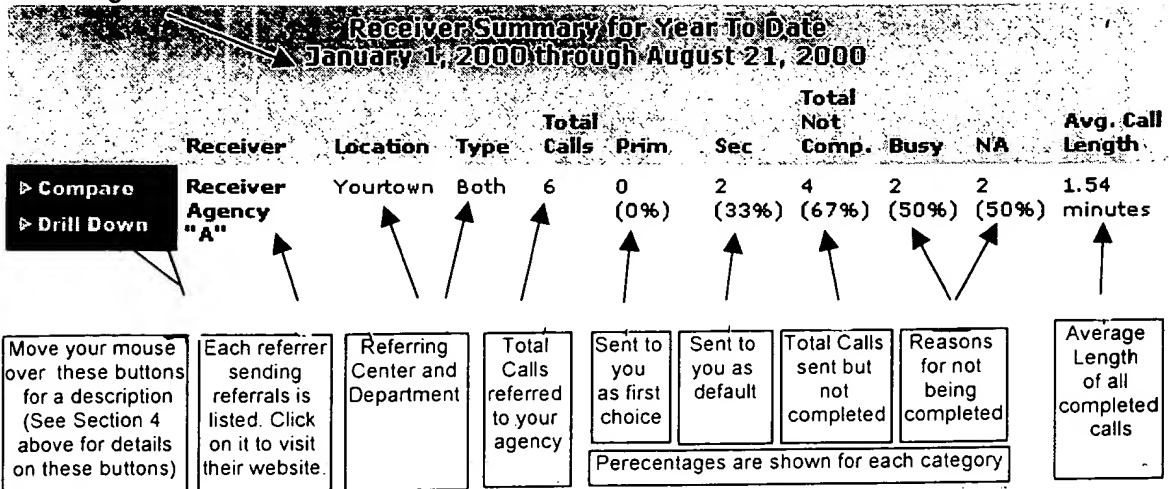 Receiver Summary for Year To Date
January 1, 2000 through August 21, 2000
Receiver Location Type Total Calls Prim. Sec Total Not Comp. Busy NA Avg. Call Length
Compare
Drill Down
Receiver Agency "A" Yourtown Both 6 0 (0%) 2 (33%) 4 (67%) 2 (50%) 2 (50%) 1.54 minutes
Move your mouse
over these buttons
for a description
(See Section 4
above for details
on these buttons)
Each referrer
sending
referrals is
listed. Click
on it to visit
their website.
Referring
Center and
Department
Total
Calls
referred
to your
agency
Sent to
you
as first
choice
Sent to
you as
default
Total Calls
sent but
not
completed
Reasons
for not
being
completed
Perecentages are shown for each category
Average
Length
of all
completed
calls